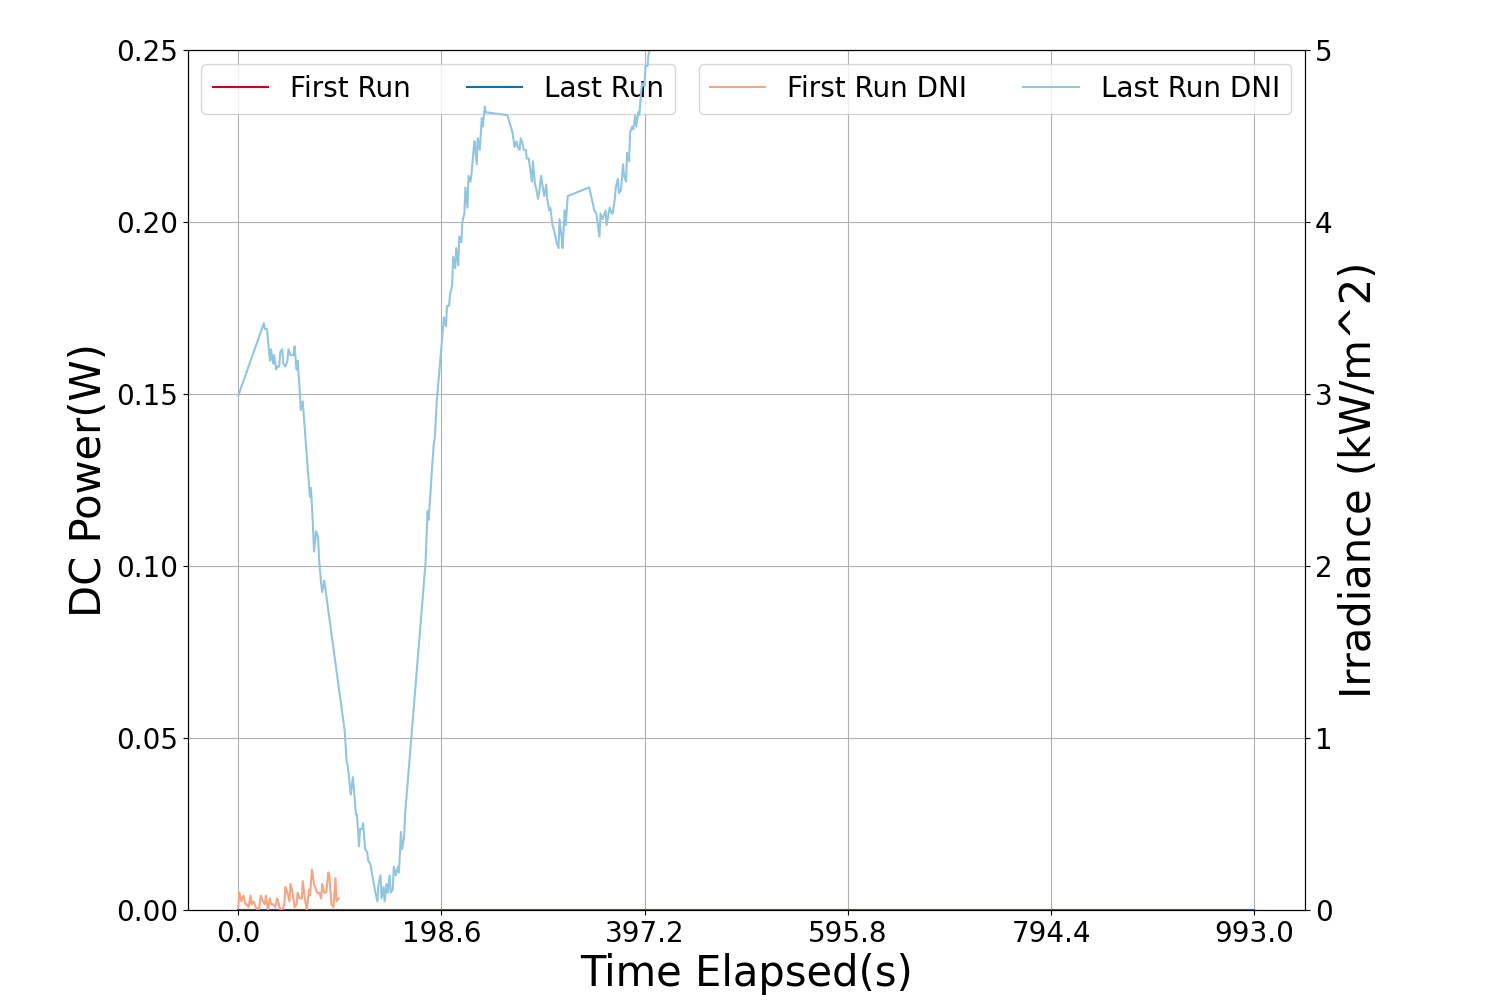 0.25
0.20
0.15
0.10
0.05
0.00
DC Power(W)
First Run
Last Run
First Run DNI
Last Run DNI
5
4
3
2
1
0
Irradiance (kW/m^2)
0.0
198.6
397.2
595.8
794.4
993.0
Time Elapsed(s)